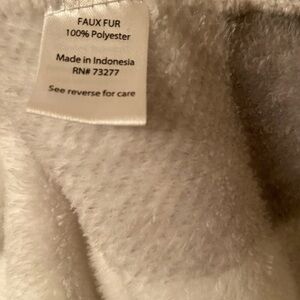 FAUX FUR
100% Polyester
Made in Indonesia
RN# 73277
See reverse for care